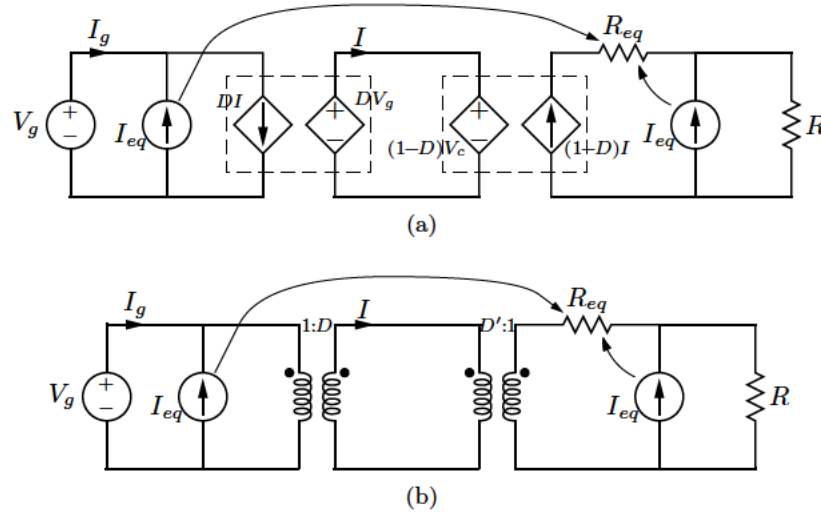 I_g
I
R_eq
DI
DV_g
V_g
+
−
I_eq
+
−
+
−
(1−D)V_c
(1+D)I
I_eq
R
(a)
I_g
1:D
I
D′:1
R_eq
V_g
+
−
I_eq
I_eq
R
(b)